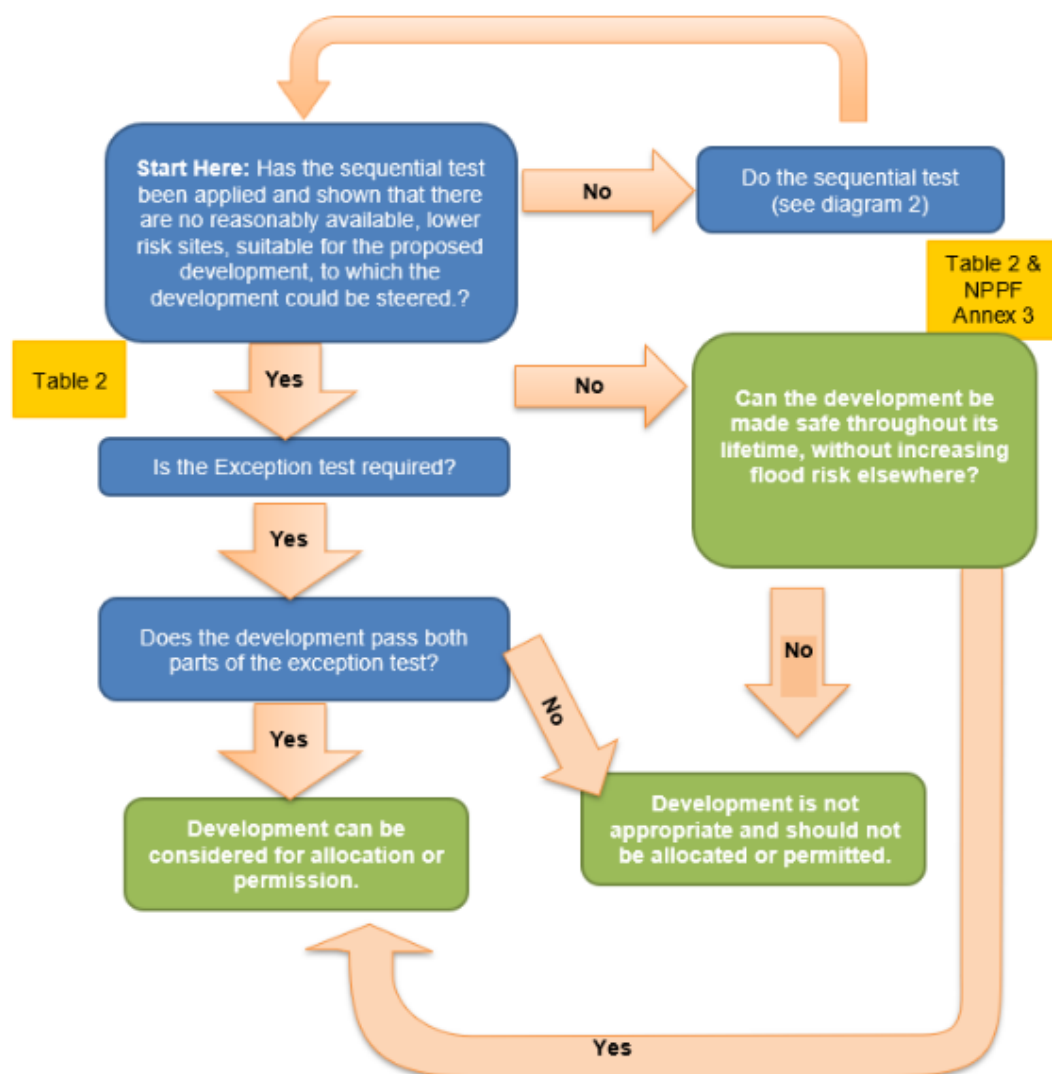 Start Here: Has the sequential test
been applied and shown that there
are no reasonably available, lower
risk sites, suitable for the proposed
development, to which the
development could be steered.?
No
Do the sequential test
(see diagram 2)
Table 2 &
NPPF
Annex 3
Table 2
Yes
No
Can the development be
made safe throughout its
lifetime, without increasing
flood risk elsewhere?
Is the Exception test required?
Yes
Does the development pass both
parts of the exception test?
No
No
Yes
Development can be
considered for allocation or
permission.
Development is not
appropriate and should not
be allocated or permitted.
Yes